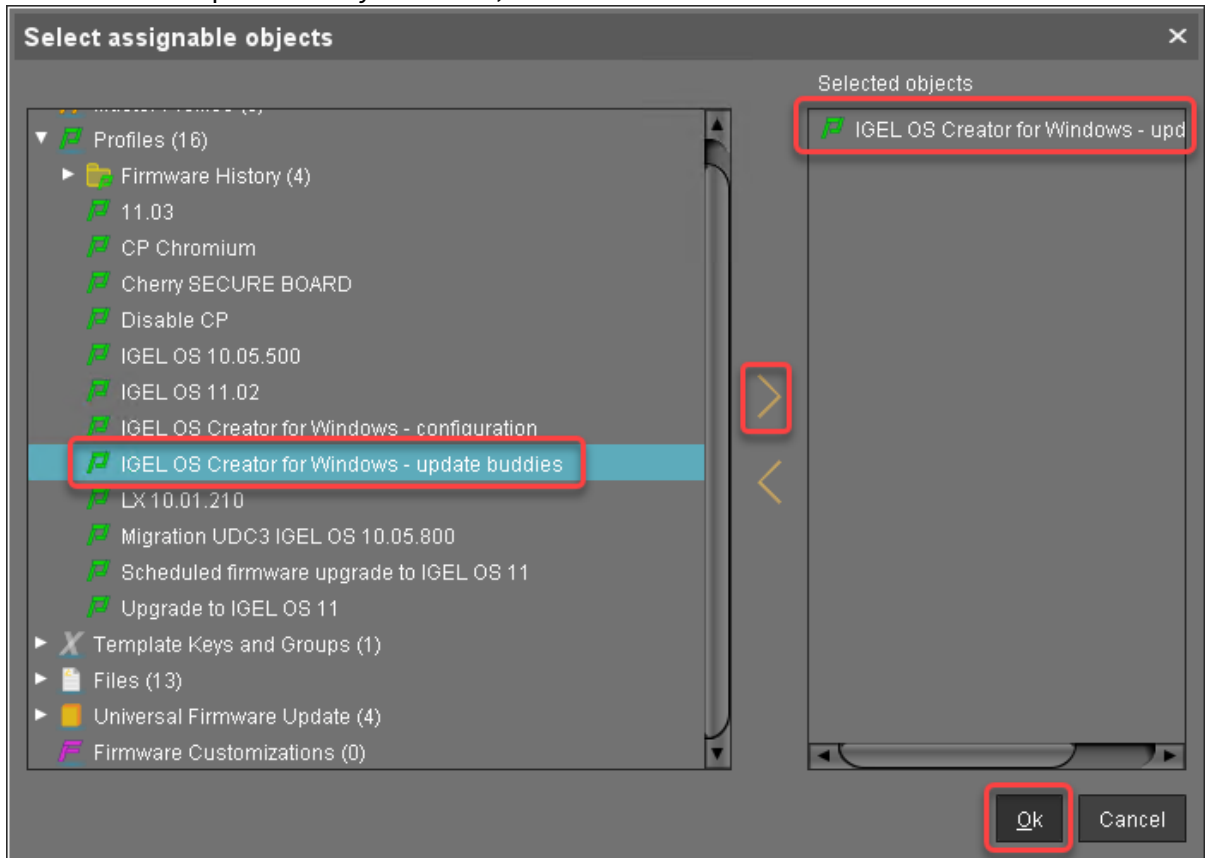 Select assignable objects
Selected objects
Profiles (16)
IGEL OS Creator for Windows - upd
Firmware History (4)
11.03
CP Chromium
Cherry SECURE BOARD
Disable CP
IGEL OS 10.05.500
IGEL OS 11.02
IGEL OS Creator for Windows - configuration
IGEL OS Creator for Windows - update buddies
LX 10.01.210
Migration UDC3 IGEL OS 10.05.800
Scheduled firmware upgrade to IGEL OS 11
Upgrade to IGEL OS 11
Template Keys and Groups (1)
Files (13)
Universal Firmware Update (4)
Firmware Customizations (0)
Ok Cancel